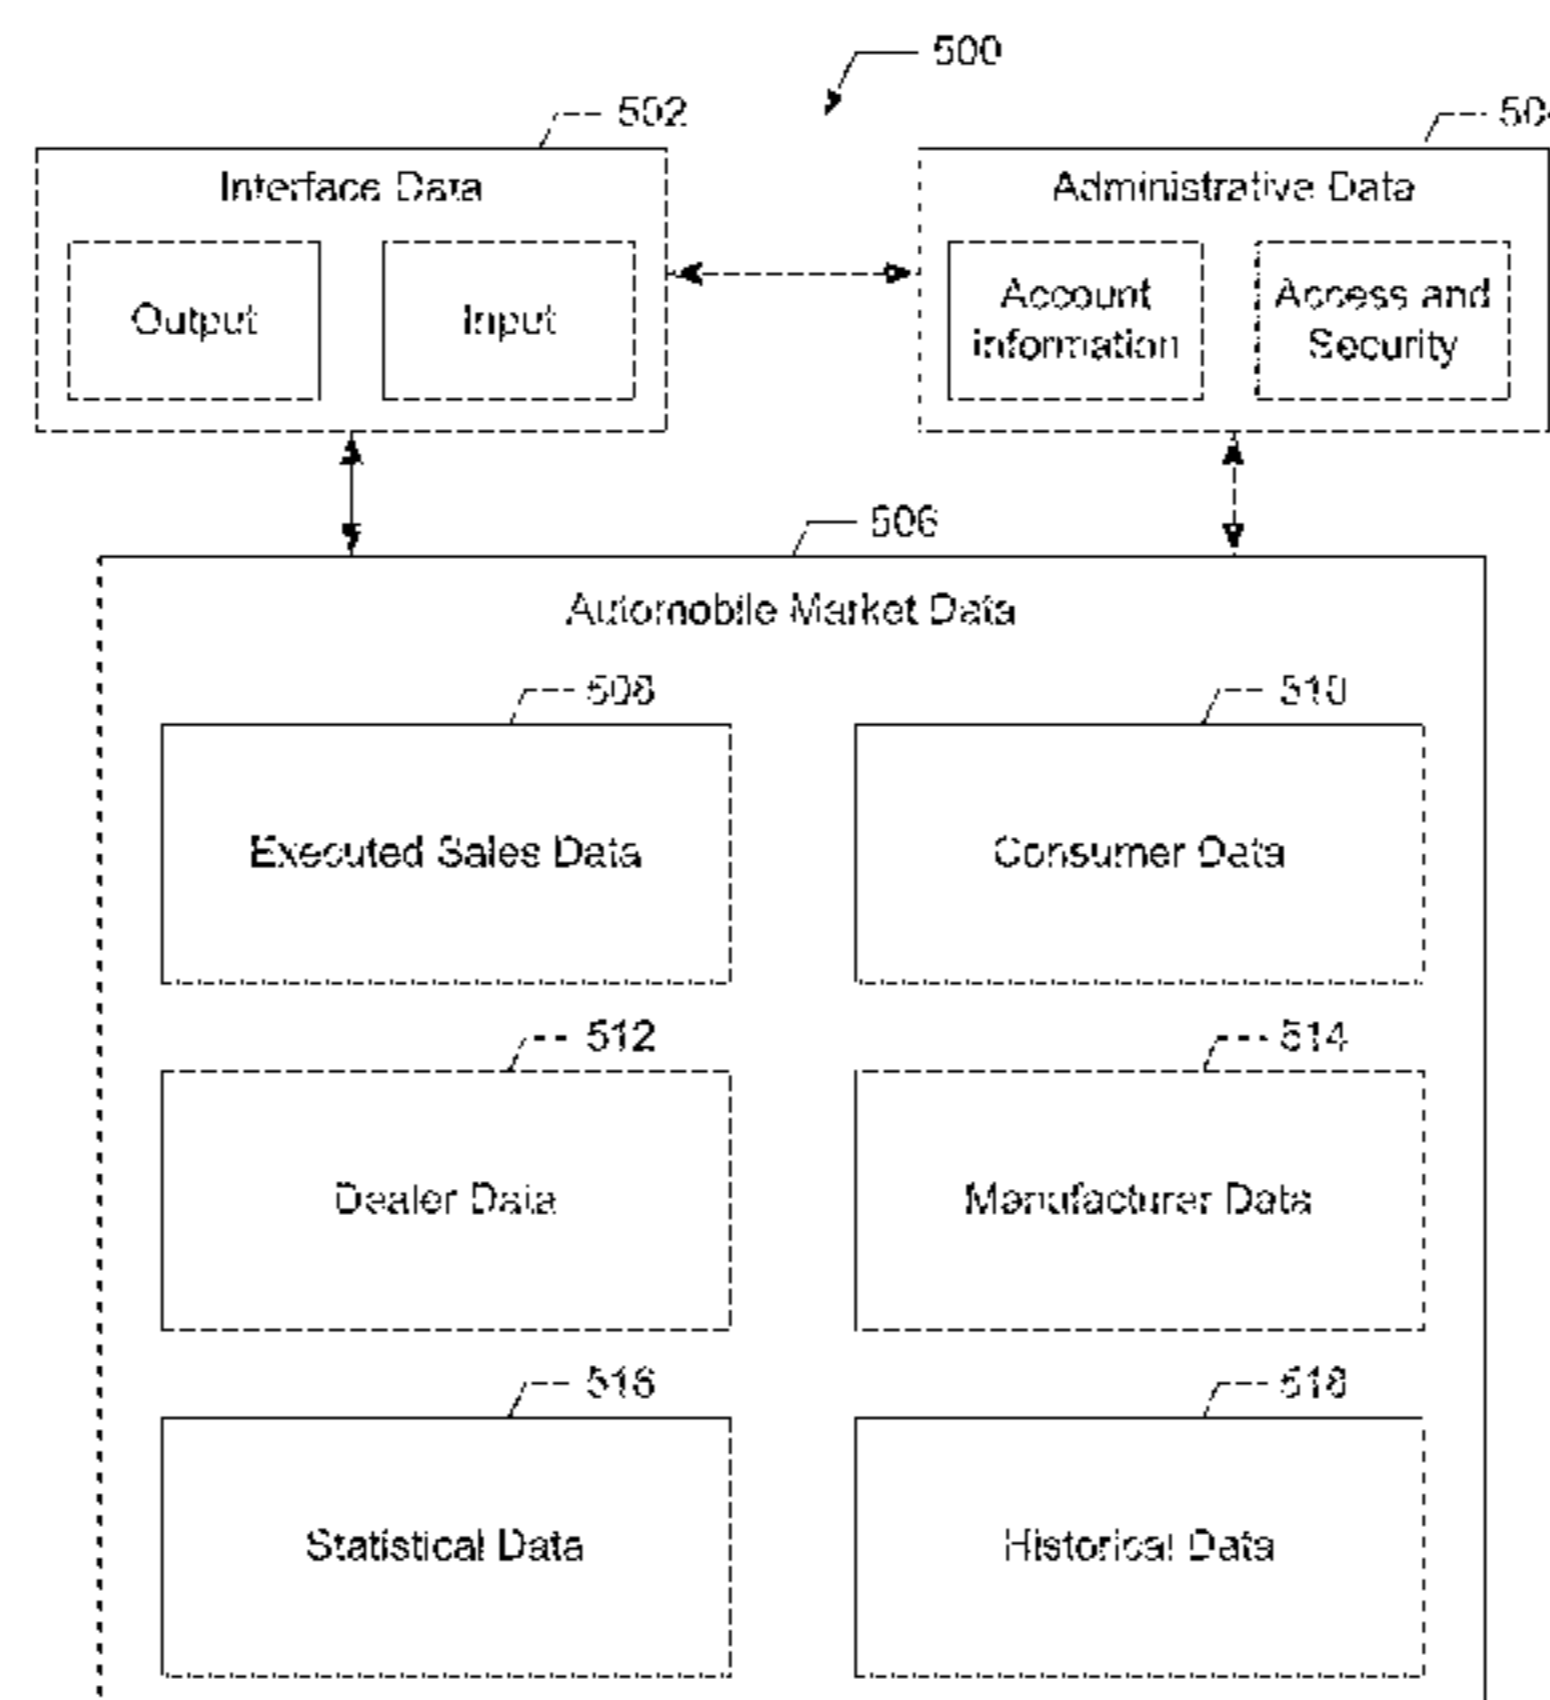 500
502
504
Interface Data
Administrative Data
Output
Input
Account
information
Access and
Security
506
Automobile Market Data
508
510
Executed Sales Data
Consumer Data
512
514
Dealer Data
Manufacturer Data
516
518
Statistical Data
Historical Data